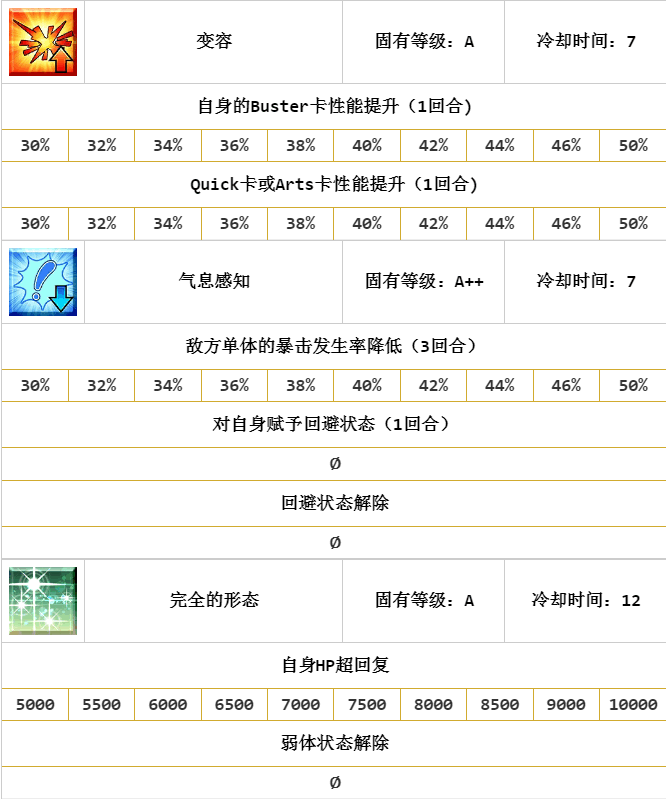 变容 固有等级：A 冷却时间：7
自身的Buster卡性能提升（1回合)
30% 32% 34% 36% 38% 40% 42% 44% 46% 50%
Quick卡或Arts卡性能提升（1回合)
30% 32% 34% 36% 38% 40% 42% 44% 46% 50%
气息感知 固有等级：A++ 冷却时间：7
敌方单体的暴击发生率降低（3回合）
30% 32% 34% 36% 38% 40% 42% 44% 46% 50%
对自身赋予回避状态（1回合）
Ø
回避状态解除
Ø
完全的形态 固有等级：A 冷却时间：12
自身HP超回复
5000 5500 6000 6500 7000 7500 8000 8500 9000 10000
弱体状态解除
Ø